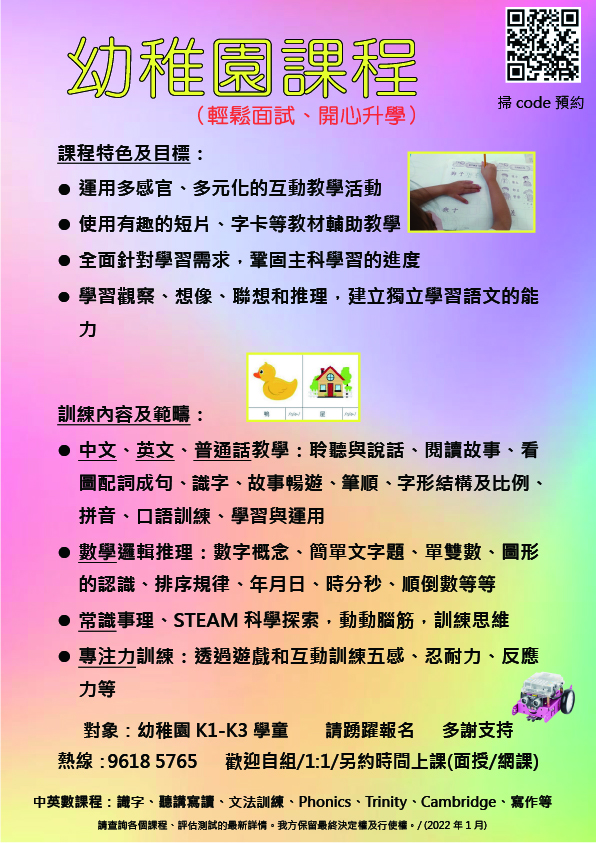 幼稚園課程
掃 code 預約
（輕鬆面試、開心升學）
課程特色及目標：
● 運用多感官、多元化的互動教學活動
● 使用有趣的短片、字卡等教材輔助教學
● 全面針對學習需求，鞏固主科學習的進度
● 學習觀察、想像、聯想和推理，建立獨立學習語文的能
力
鴨
屋
訓練內容及範疇：
● 中文、英文、普通話教學：聆聽與說話、閱讀故事、看
圖配詞成句、識字、故事暢遊、筆順、字形結構及比例、
拼音、口語訓練、學習與運用
● 數學邏輯推理：數字概念、簡單文字題、單雙數、圖形
的認識、排序規律、年月日、時分秒、順倒數等等
● 常識事理、STEAM 科學探索，動動腦筋，訓練思維
● 專注力訓練：透過遊戲和互動訓練五感、忍耐力、反應
力等
對象：幼稚園 K1-K3 學童 請踴躍報名 多謝支持
熱線：9618 5765 歡迎自組/1:1/另約時間上課(面授/網課)
中英數課程：識字、聽講寫讀、文法訓練、Phonics、Trinity、Cambridge、寫作等
請查詢各個課程、評估測試的最新詳情。我方保留最終決定權及行使權。/ (2022 年 1 月)